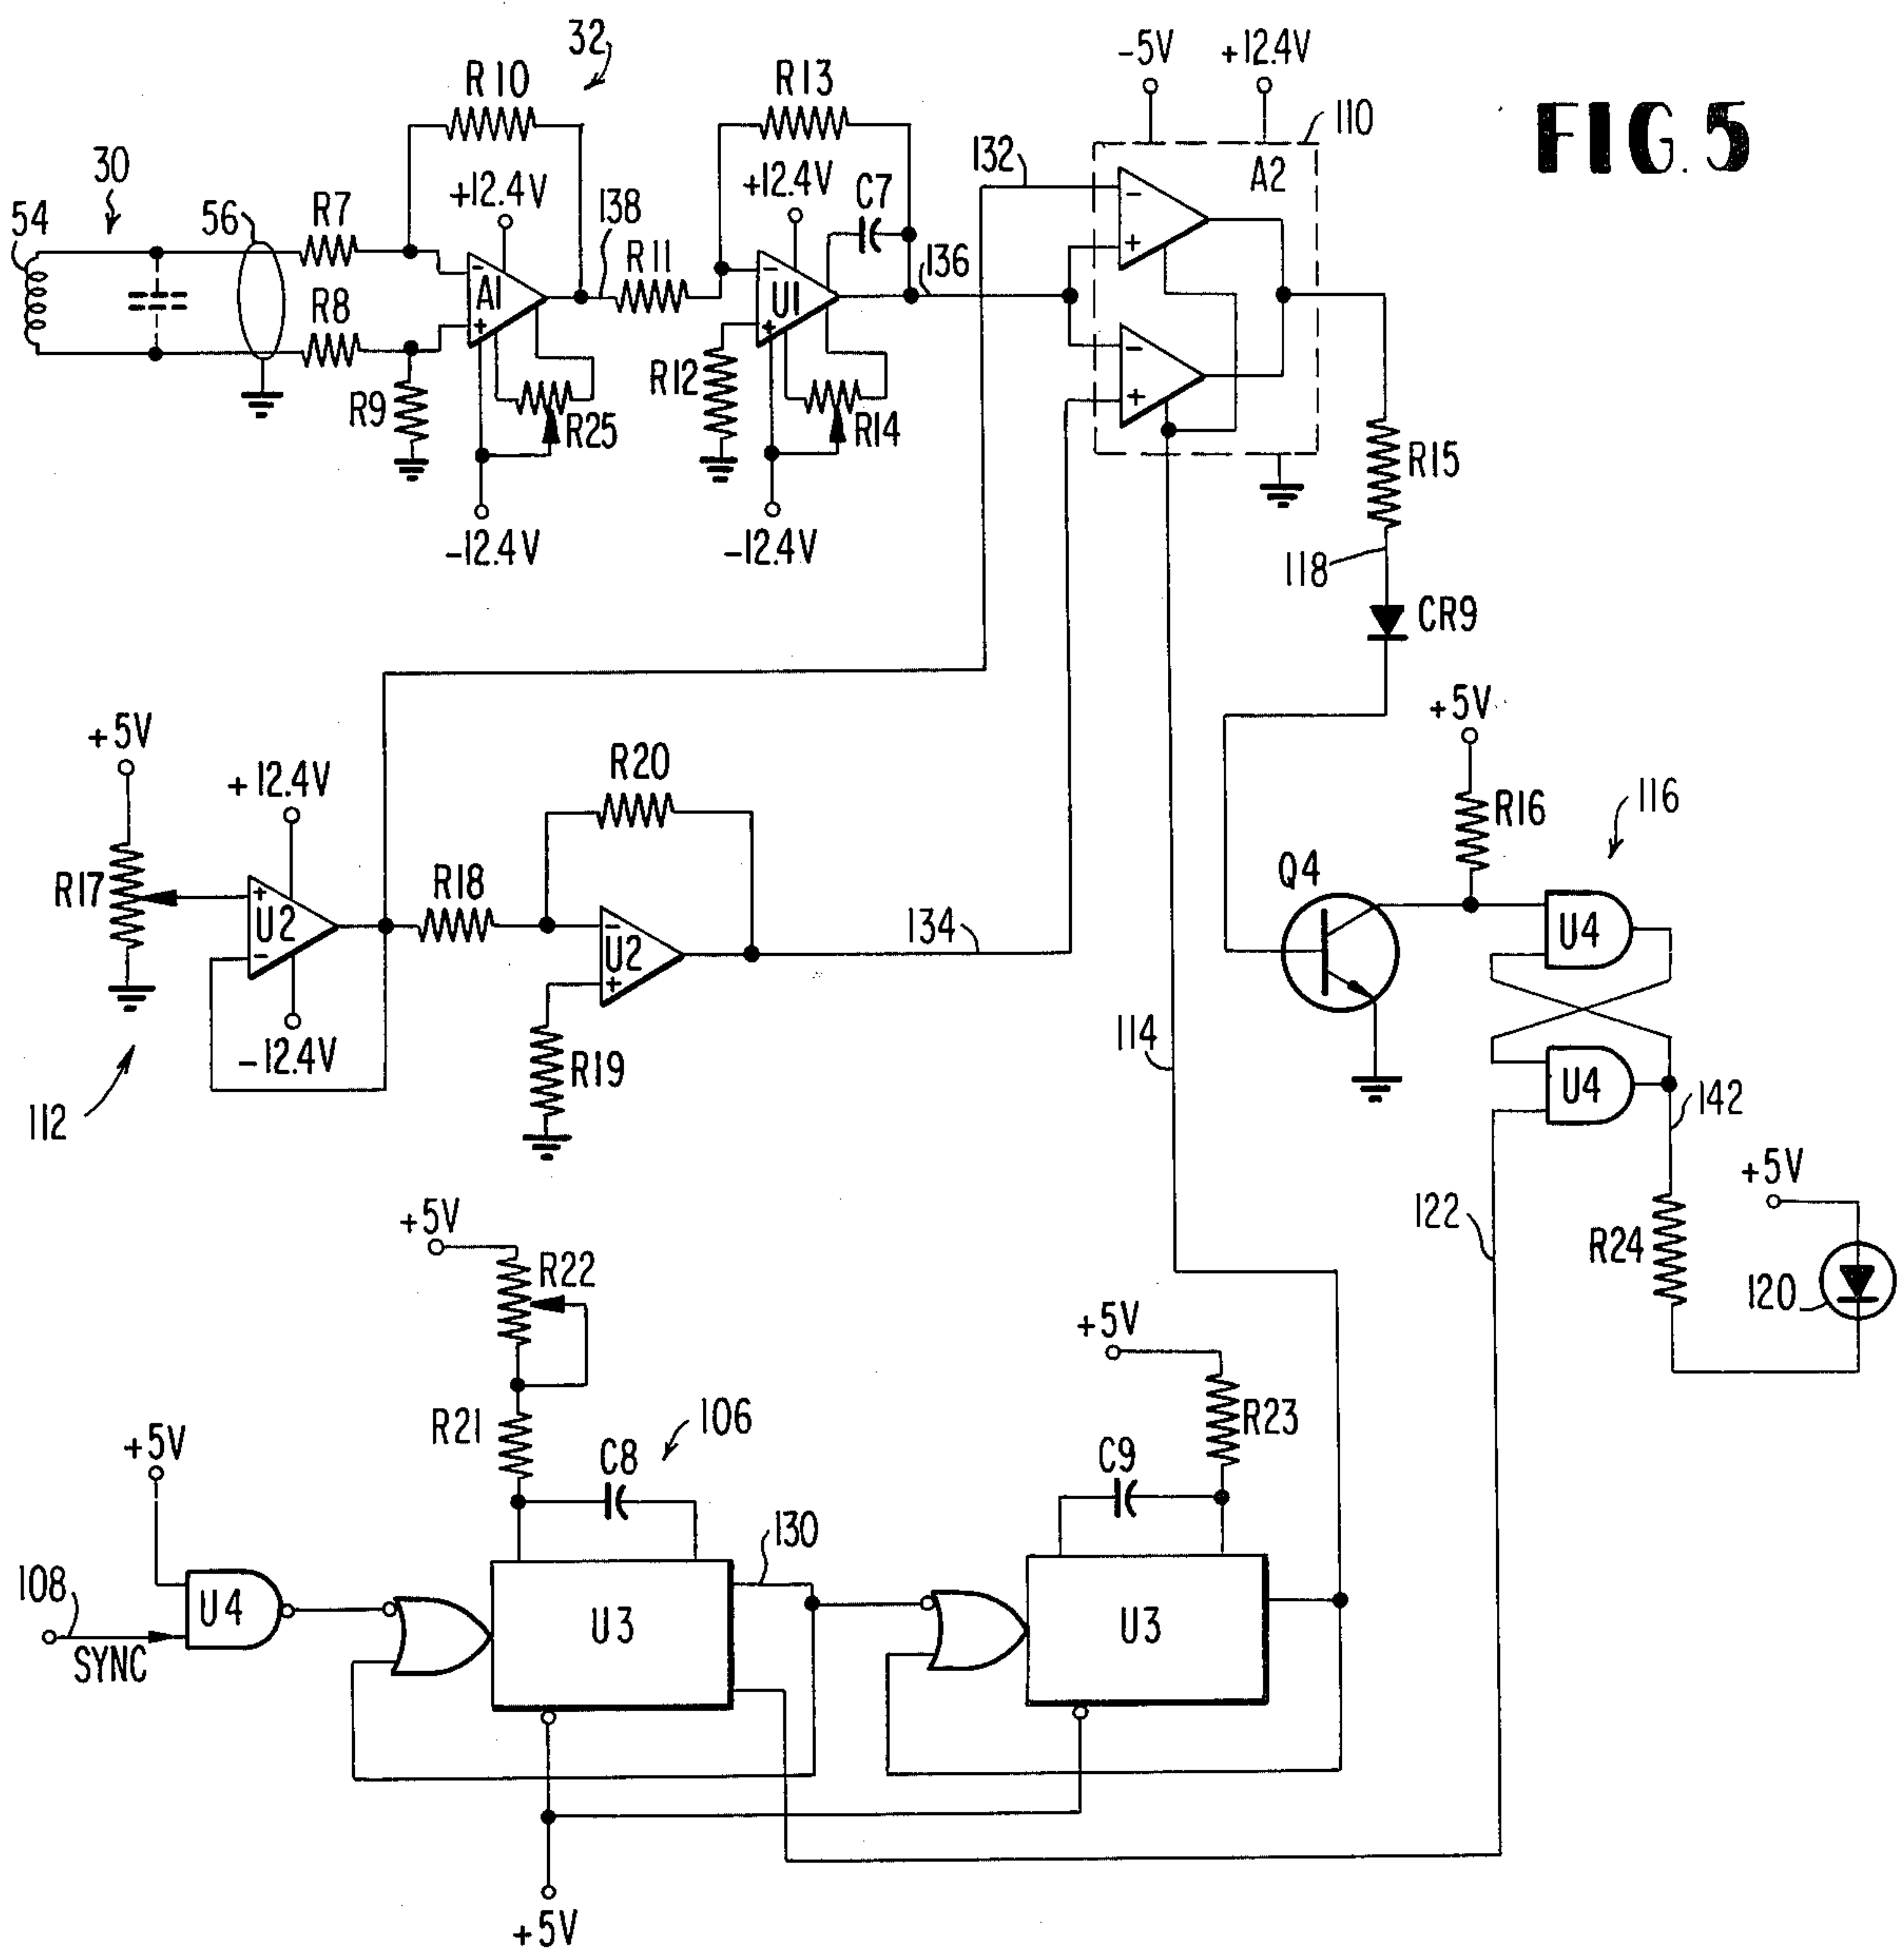 FIG. 5
32
R10
R13
-5V
+12.4V
110
30
132
A2
54
56
R7
+12.4V
138
+12.4V
C7
-
+
R8
-
A1
+
R11
-
U1
+
136
R9
R25
R12
R14
-
+
R15
-12.4V
-12.4V
118
CR9
+5V
+5V
+12.4V
R20
R16
116
R17
+
U2
-
R18
-
U2
+
134
Q4
U4
-12.4V
R19
114
U4
112
142
+5V
+5V
122
R22
R24
120
+5V
R21
106
R23
+5V
C8
C9
130
108
U4
U3
U3
SYNC
+5V